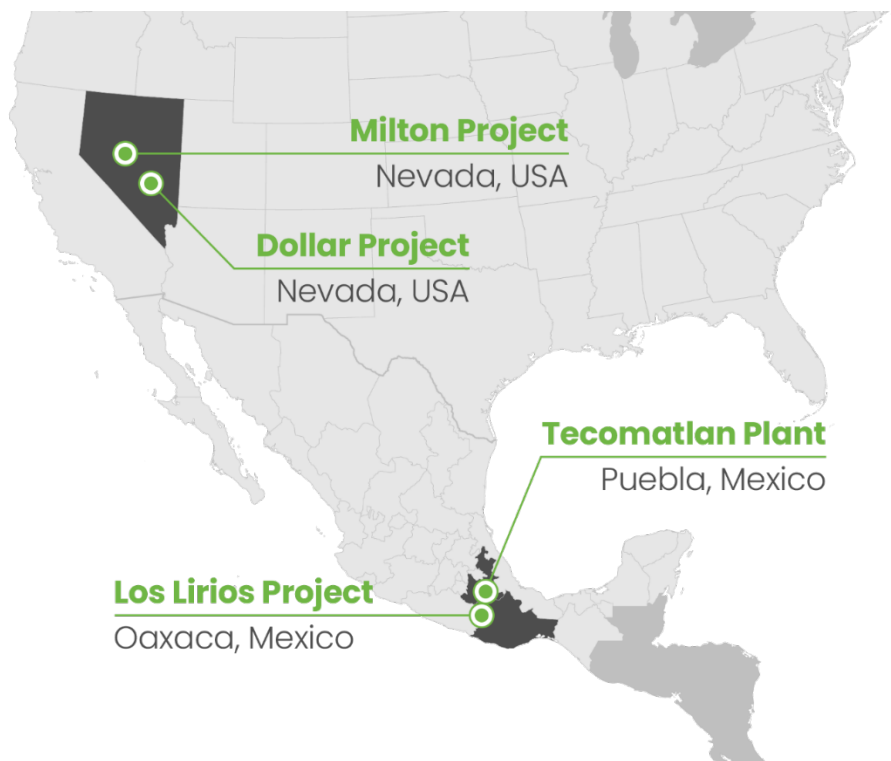 Milton Project
Nevada, USA
Dollar Project
Nevada, USA
Tecomatlan Plant
Puebla, Mexico
Los Lirios Project
Oaxaca, Mexico